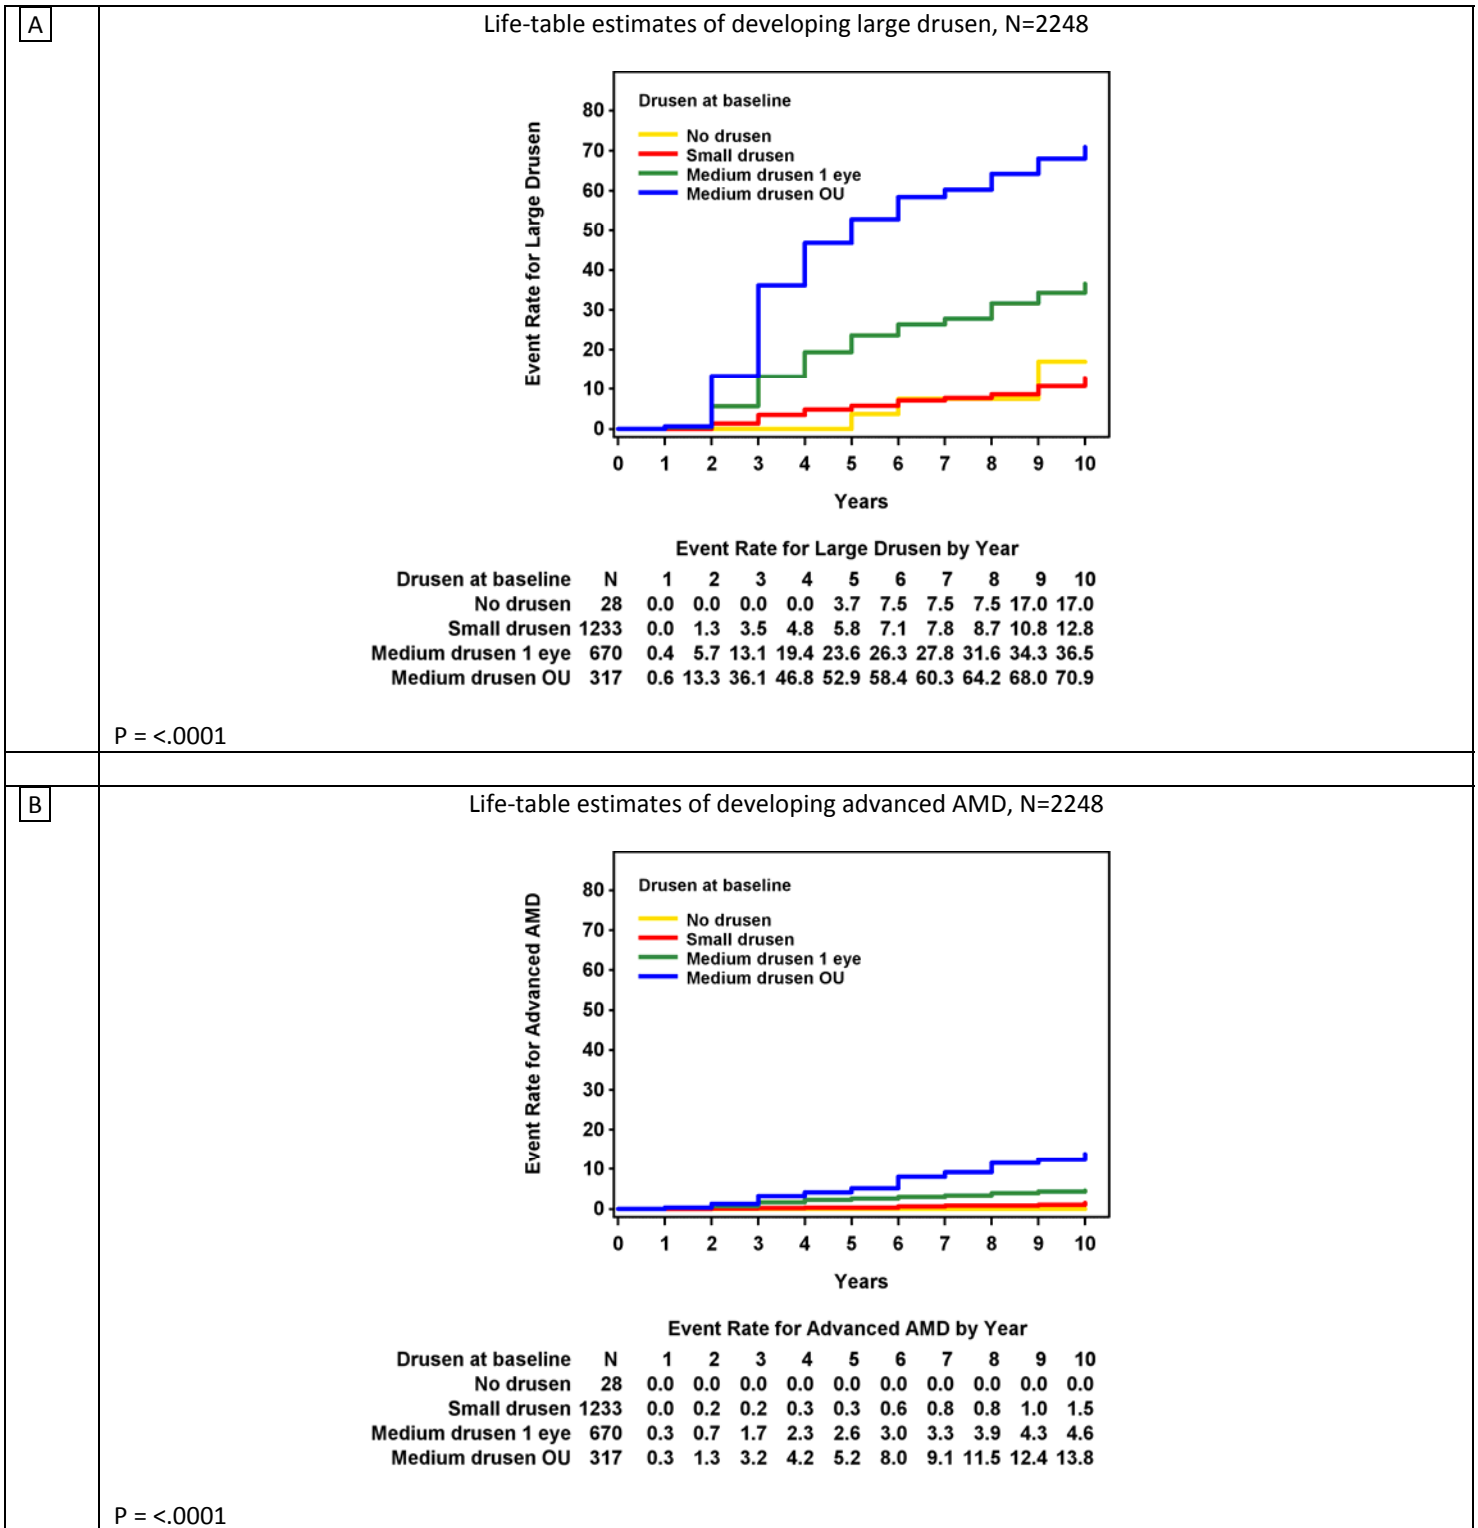 A
Life-table estimates of developing large drusen, N=2248
Event Rate for Large Drusen
Drusen at baseline
No drusen
Small drusen
Medium drusen 1 eye
Medium drusen OU
80
70
60
50
40
30
20
10
0
0 1 2 3 4 5 6 7 8 9 10
Years
Event Rate for Large Drusen by Year
Drusen at baseline N 1 2 3 4 5 6 7 8 9 10
No drusen 28 0.0 0.0 0.0 0.0 3.7 7.5 7.5 7.5 17.0 17.0
Small drusen 1233 0.0 1.3 3.5 4.8 5.8 7.1 7.8 8.7 10.8 12.8
Medium drusen 1 eye 670 0.4 5.7 13.1 19.4 23.6 26.3 27.8 31.6 34.3 36.5
Medium drusen OU 317 0.6 13.3 36.1 46.8 52.9 58.4 60.3 64.2 68.0 70.9
P = <.0001
B
Life-table estimates of developing advanced AMD, N=2248
Event Rate for Advanced AMD
Drusen at baseline
No drusen
Small drusen
Medium drusen 1 eye
Medium drusen OU
80
70
60
50
40
30
20
10
0
0 1 2 3 4 5 6 7 8 9 10
Years
Event Rate for Advanced AMD by Year
Drusen at baseline N 1 2 3 4 5 6 7 8 9 10
No drusen 28 0.0 0.0 0.0 0.0 0.0 0.0 0.0 0.0 0.0 0.0
Small drusen 1233 0.0 0.2 0.2 0.3 0.3 0.6 0.8 0.8 1.0 1.5
Medium drusen 1 eye 670 0.3 0.7 1.7 2.3 2.6 3.0 3.3 3.9 4.3 4.6
Medium drusen OU 317 0.3 1.3 3.2 4.2 5.2 8.0 9.1 11.5 12.4 13.8
P = <.0001